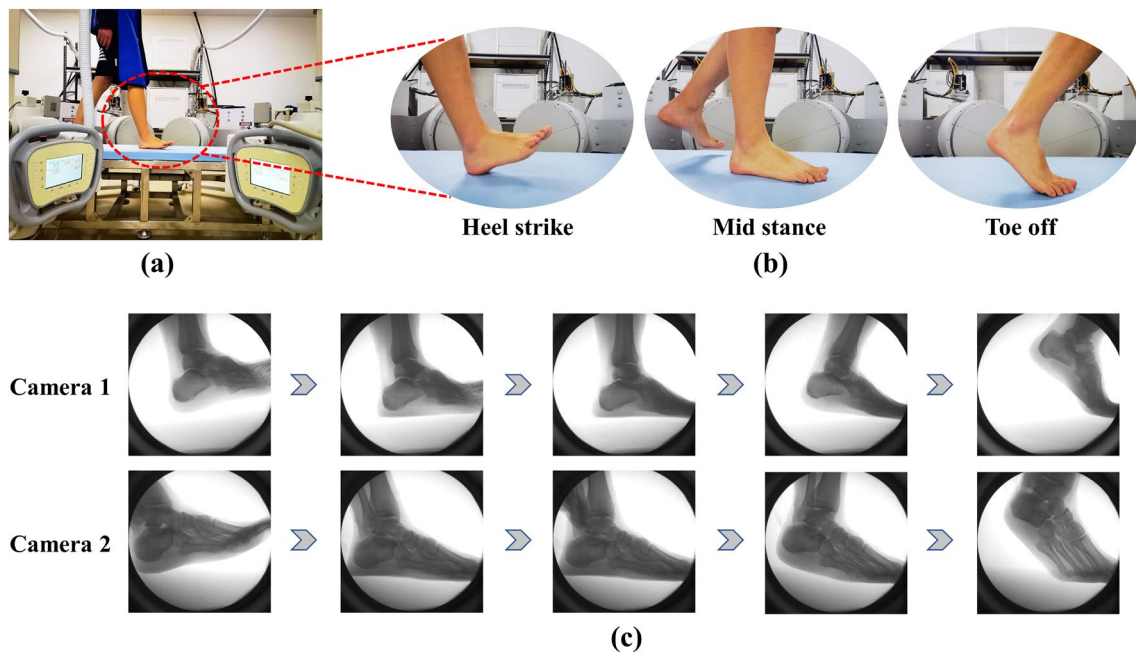 Heel strike
Mid stance
Toe off
(a)
(b)
Camera 1
Camera 2
(c)